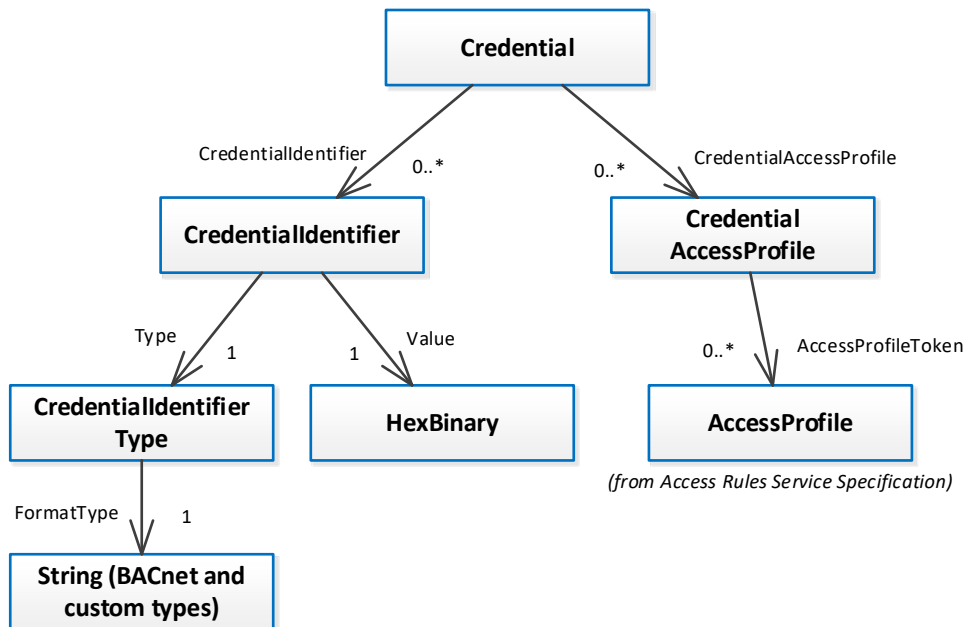 Credential
CredentialIdentifier
0..*
0..*
CredentialAccessProfile
CredentialIdentifier
Credential
AccessProfile
Type
1
1
Value
0..*
AccessProfileToken
CredentialIdentifier
Type
HexBinary
AccessProfile
(from Access Rules Service Specification)
FormatType
1
String (BACnet and
custom types)